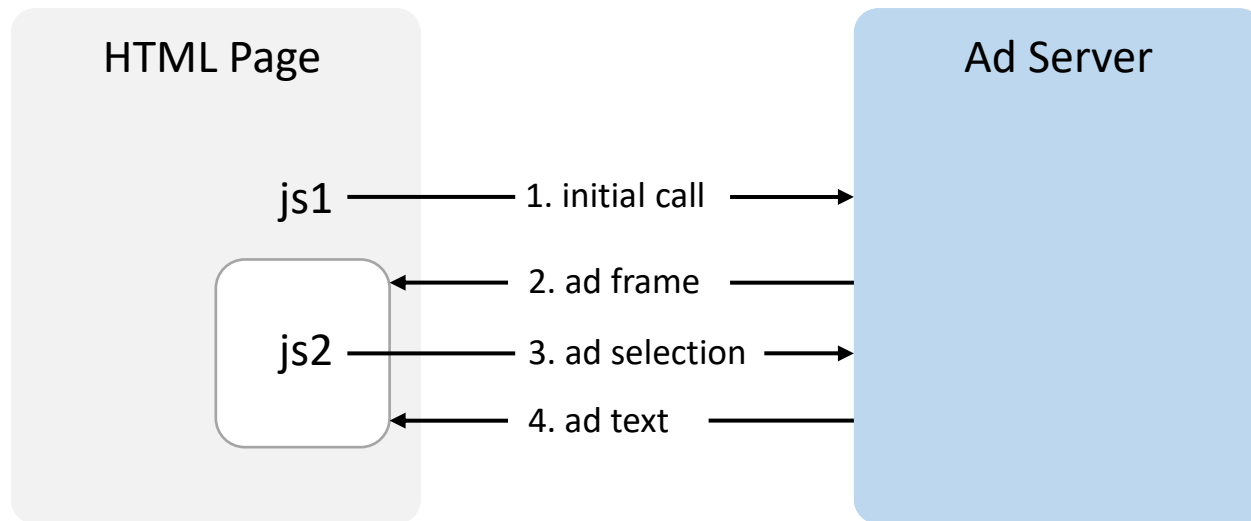 HTML Page
Ad Server
js1
1. initial call
2. ad frame
js2
3. ad selection
4. ad text